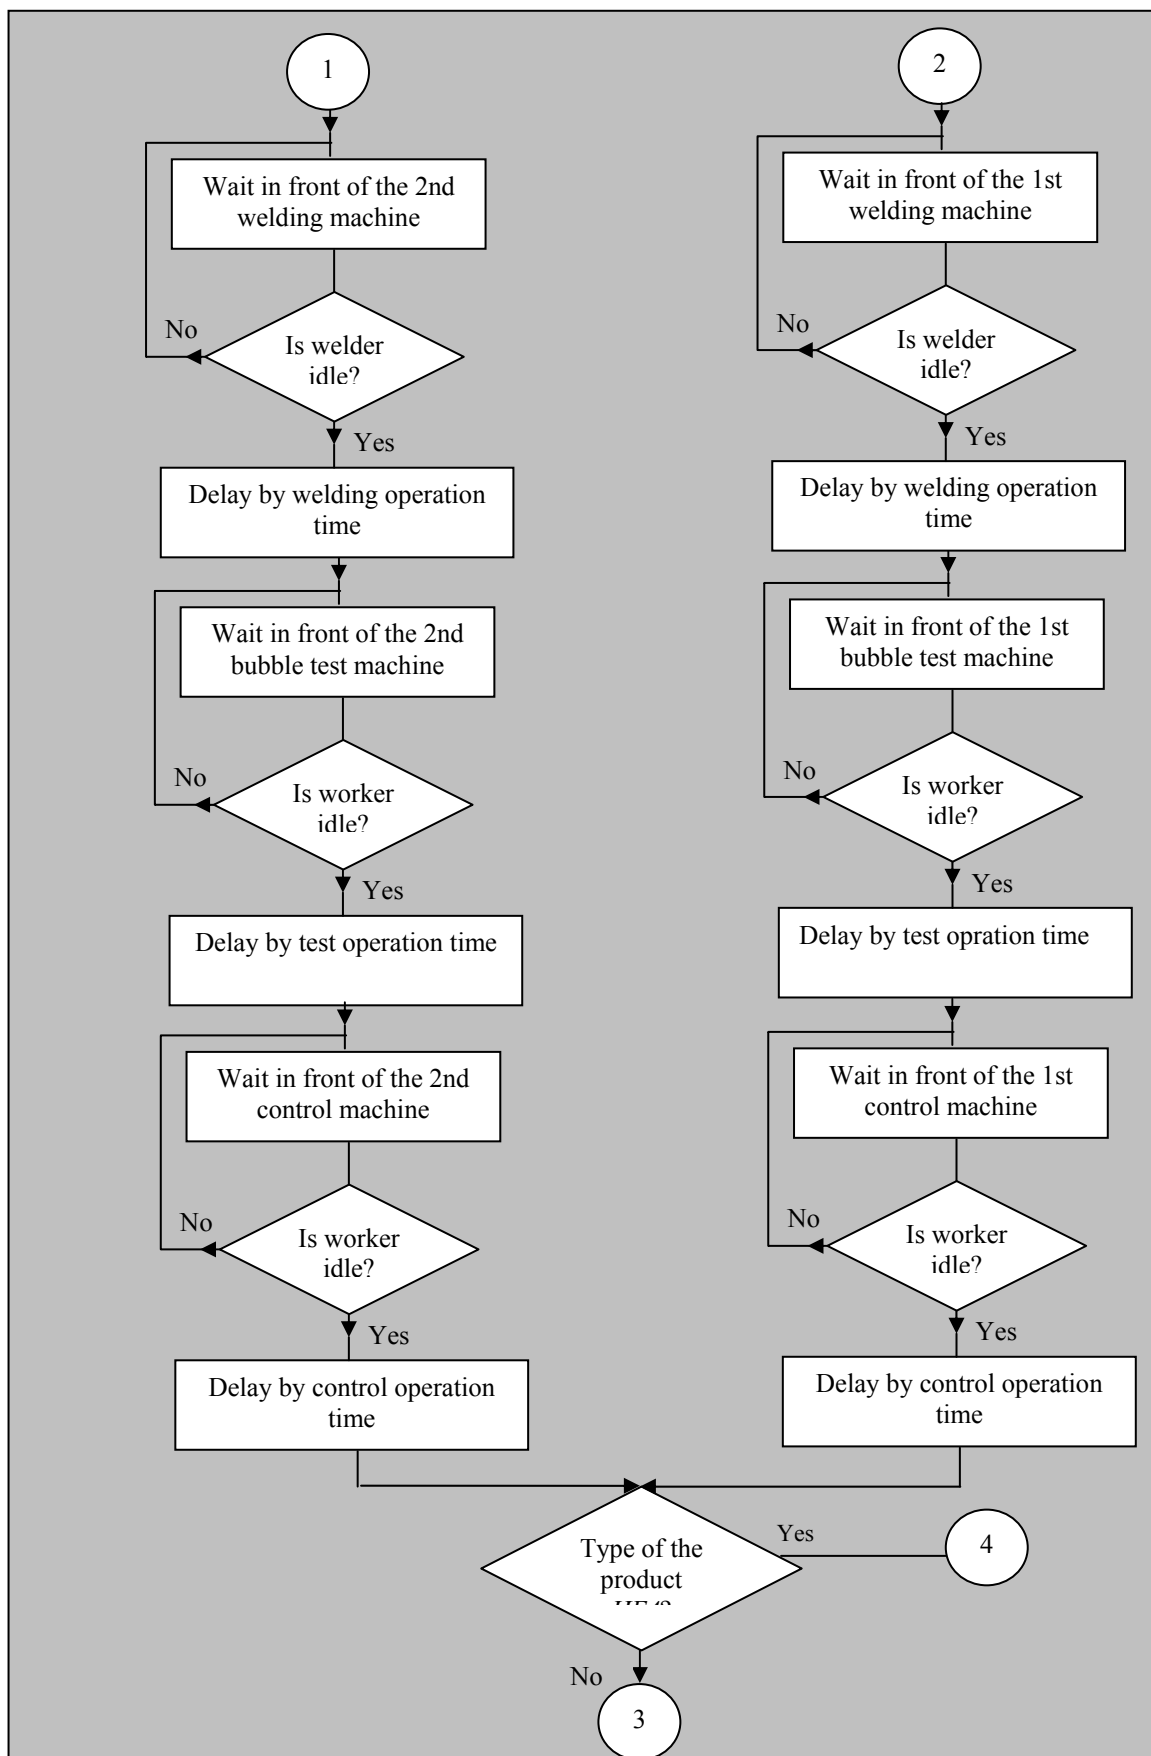 1
Wait in front of the 2nd
welding machine
No
Is welder
idle?
Yes
Delay by welding operation
time
Wait in front of the 2nd
bubble test machine
No
Is worker
idle?
Yes
Delay by test operation time
Wait in front of the 2nd
control machine
No
Is worker
idle?
Yes
Delay by control operation
time
2
Wait in front of the 1st
welding machine
No
Is welder
idle?
Yes
Delay by welding operation
time
Wait in front of the 1st
bubble test machine
No
Is worker
idle?
Yes
Delay by test opration time
Wait in front of the 1st
control machine
No
Is worker
idle?
Yes
Delay by control operation
time
Type of the
product
Yes
4
No
3